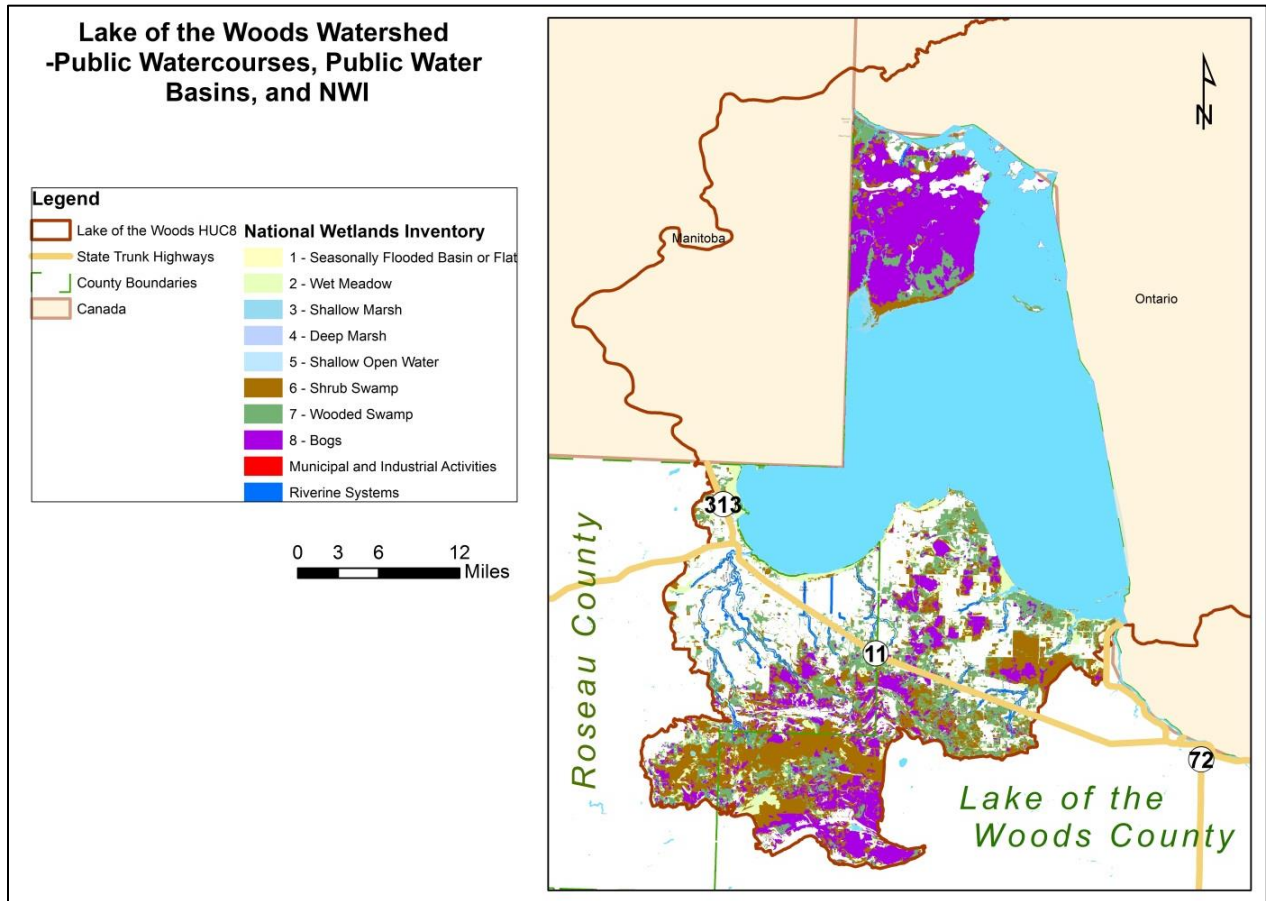 Lake of the Woods Watershed
-Public Watercourses, Public Water
Basins, and NWI
Legend
Lake of the Woods HUC8
State Trunk Highways
County Boundaries
Canada
National Wetlands Inventory
1 - Seasonally Flooded Basin or Flat
2 - Wet Meadow
3 - Shallow Marsh
4 - Deep Marsh
5 - Shallow Open Water
6 - Shrub Swamp
7 - Wooded Swamp
8 - Bogs
Municipal and Industrial Activities
Riverine Systems
0 3 6 12
Miles
N
Manitoba
Ontario
313
11
72
Roseau County
Lake of the
Woods County